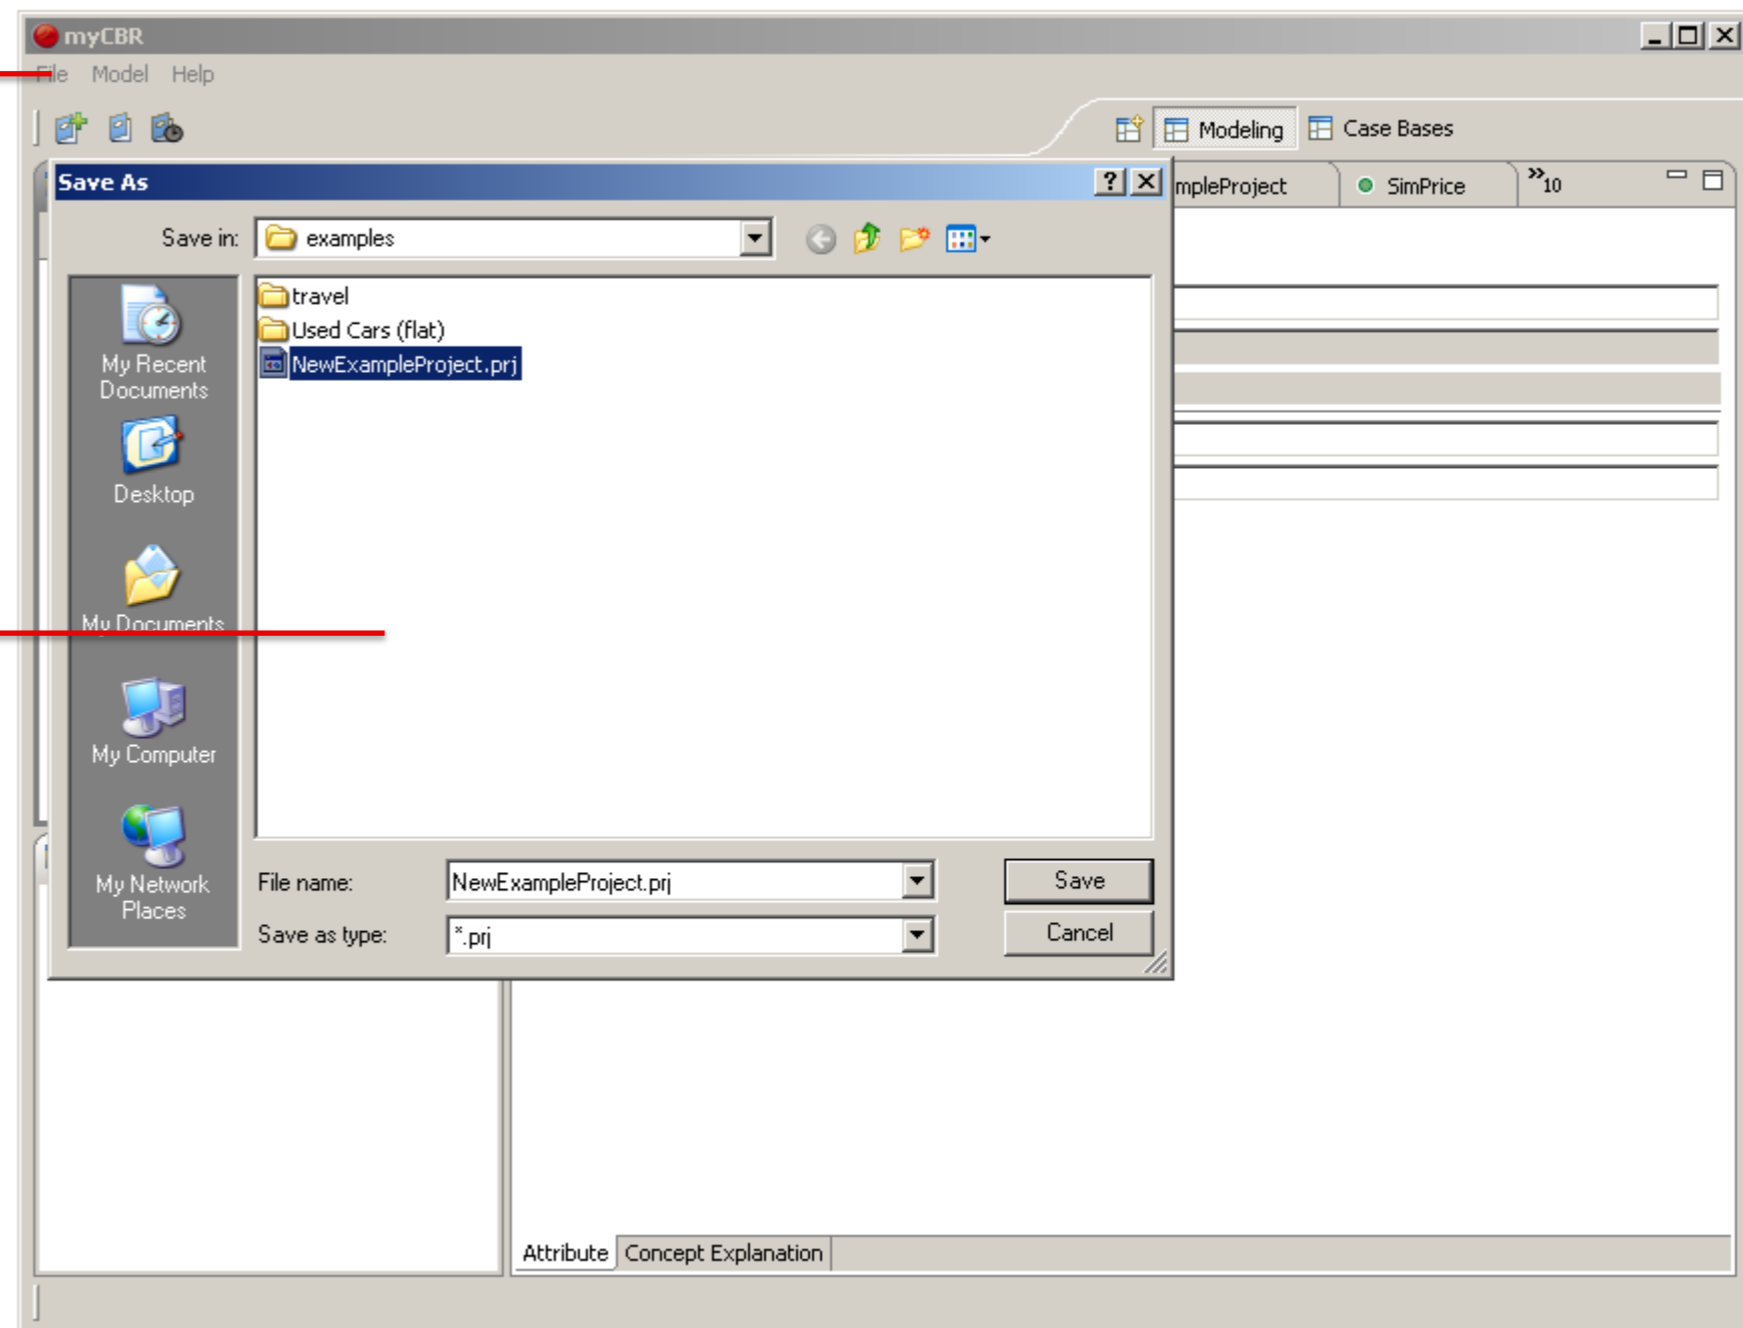 myCBR
File Model Help
Modeling Case Bases
Save As
mpleProject SimPrice »10
Save in: examples
travel
Used Cars (flat)
NewExampleProject.prj
My Recent
Documents
Desktop
My Documents
My Computer
My Network
Places
File name: NewExampleProject.prj Save
Save as type: *.prj Cancel
Attribute Concept Explanation